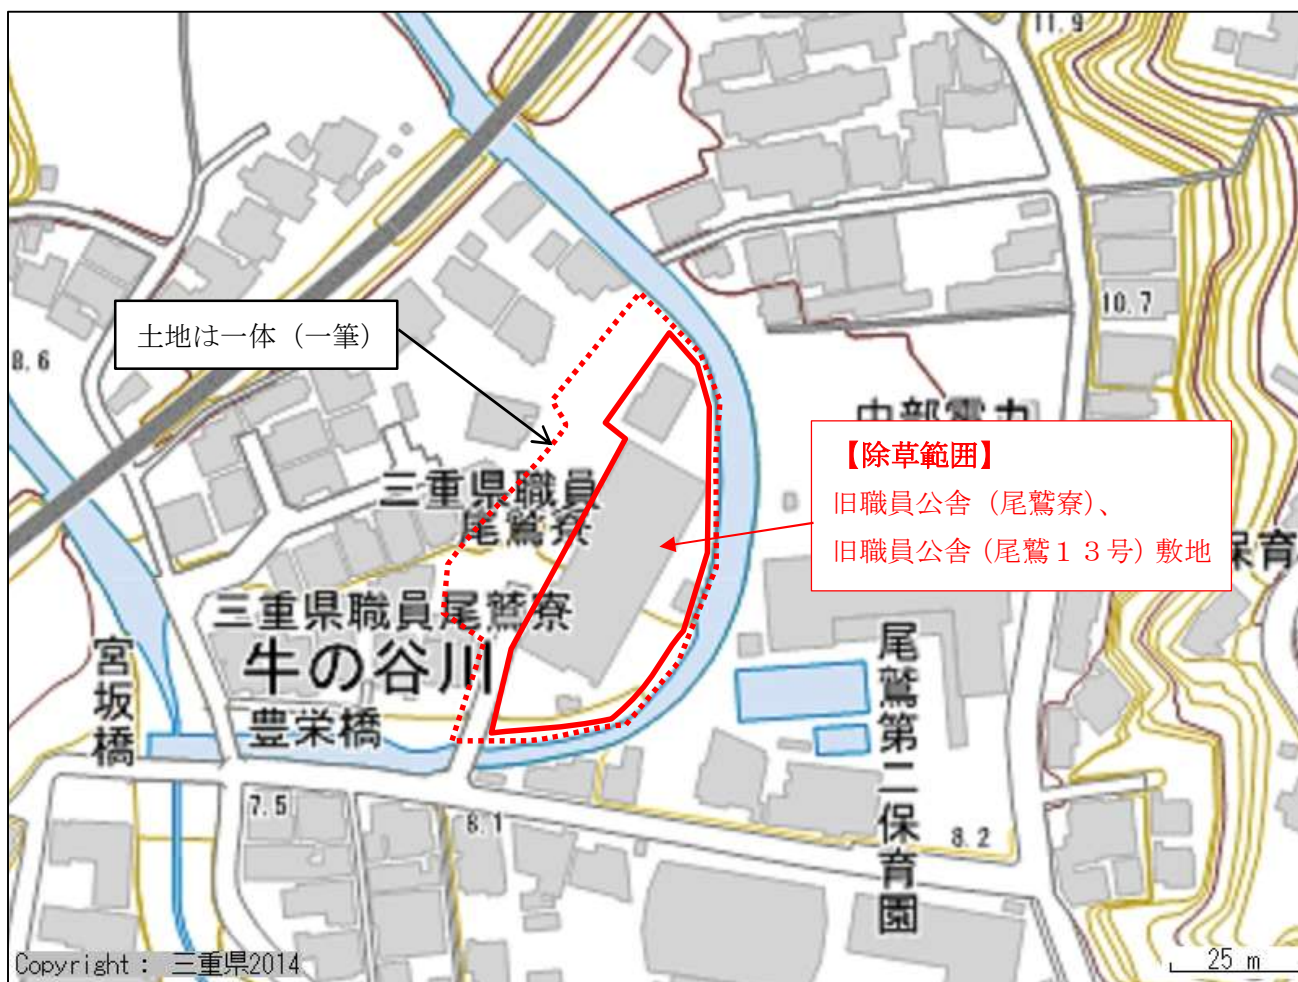 11.9
10.7
8.6
土地は一体（一筆）
中部電力
【除草範囲】
旧職員公舎（尾鷲寮）、
旧職員公舎（尾鷲１３号）敷地
保育
三重県職員
尾鷲寮
三重県職員尾鷲寮
牛の谷川
豊栄橋
宮坂橋
尾鷲第二保育園
7.5
8.1
8.2
Copyright： 三重県2014
25 m